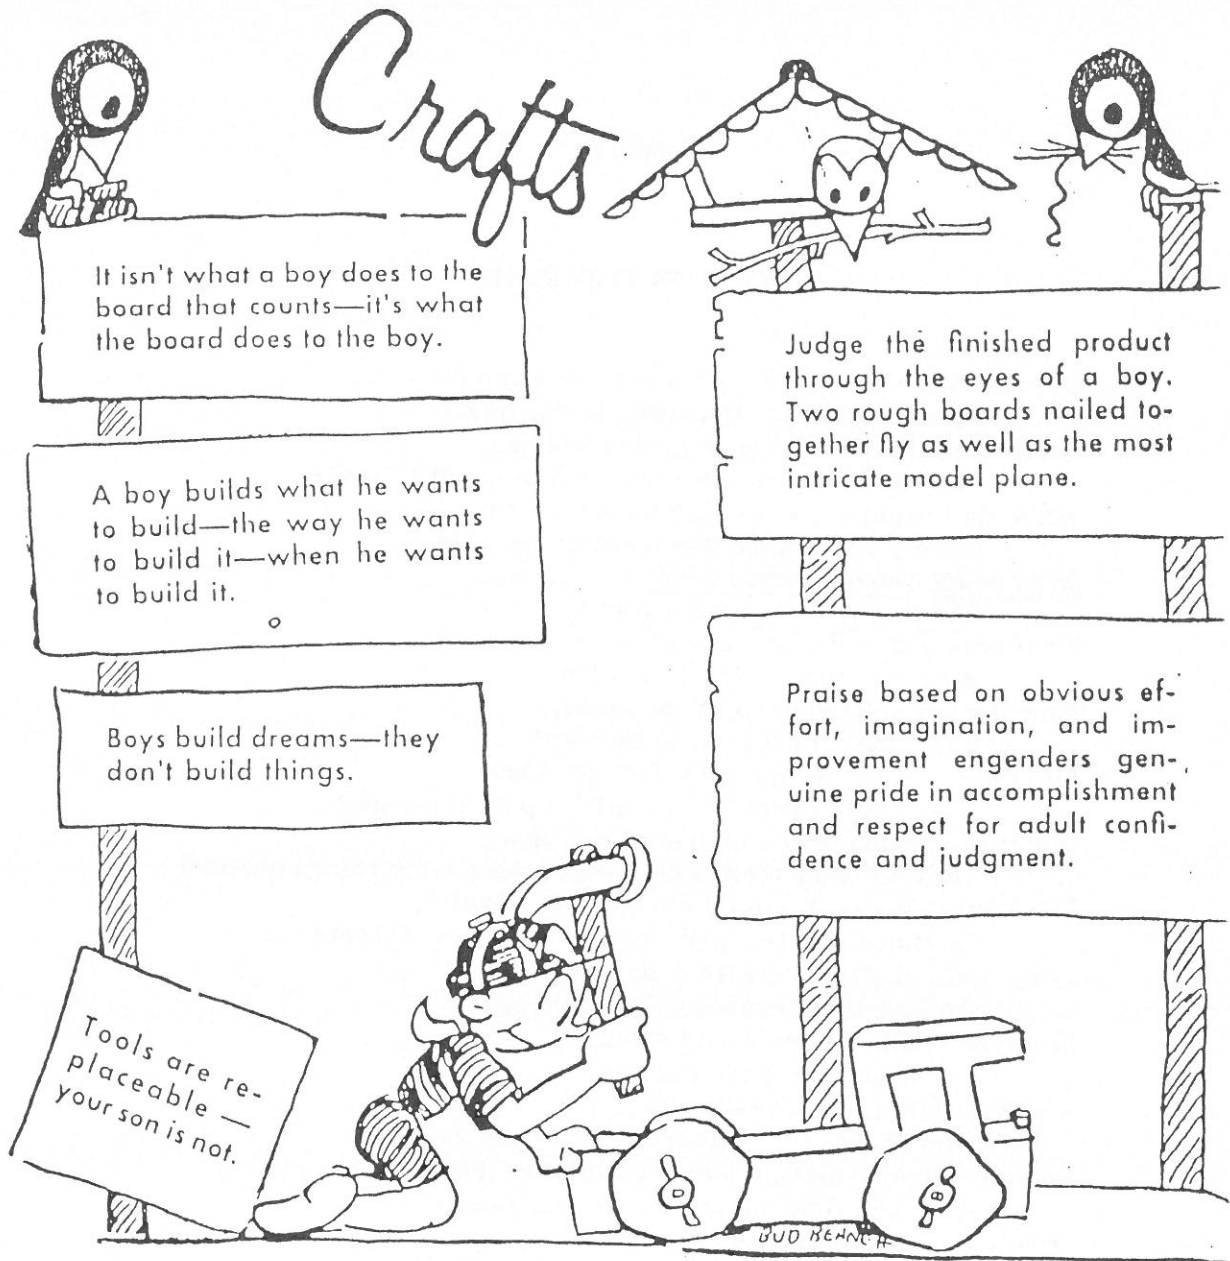 Crafts
It isn't what a boy does to the
board that counts—it's what
the board does to the boy.
A boy builds what he wants
to build—the way he wants
to build it—when he wants
to build it.
Boys build dreams—they
don't build things.
Tools are re-
placeable —
your son is not.
Judge the finished product
through the eyes of a boy.
Two rough boards nailed to-
gether fly as well as the most
intricate model plane.
Praise based on obvious ef-
fort, imagination, and im-
provement engenders gen-
uine pride in accomplishment
and respect for adult confi-
dence and judgment.
BUD